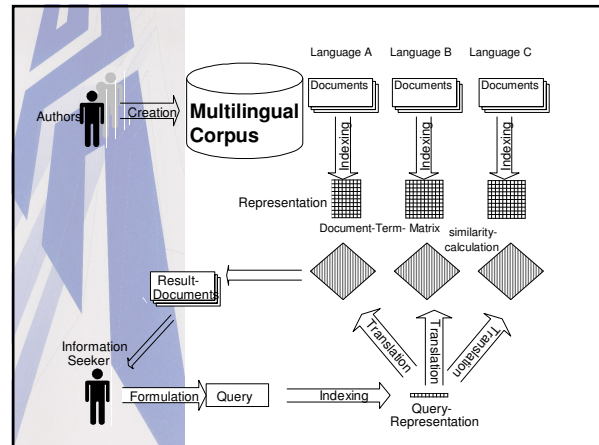 Language A Language B Language C
Documents Documents Documents
Authors
Creation
Multilingual
Corpus
Indexing Indexing Indexing
Representation
Document-Term- Matrix
similarity-
calculation
Result-
Documents
Translation Translation Translation
Information
Seeker
Formulation
Query
Indexing
Query-
Representation